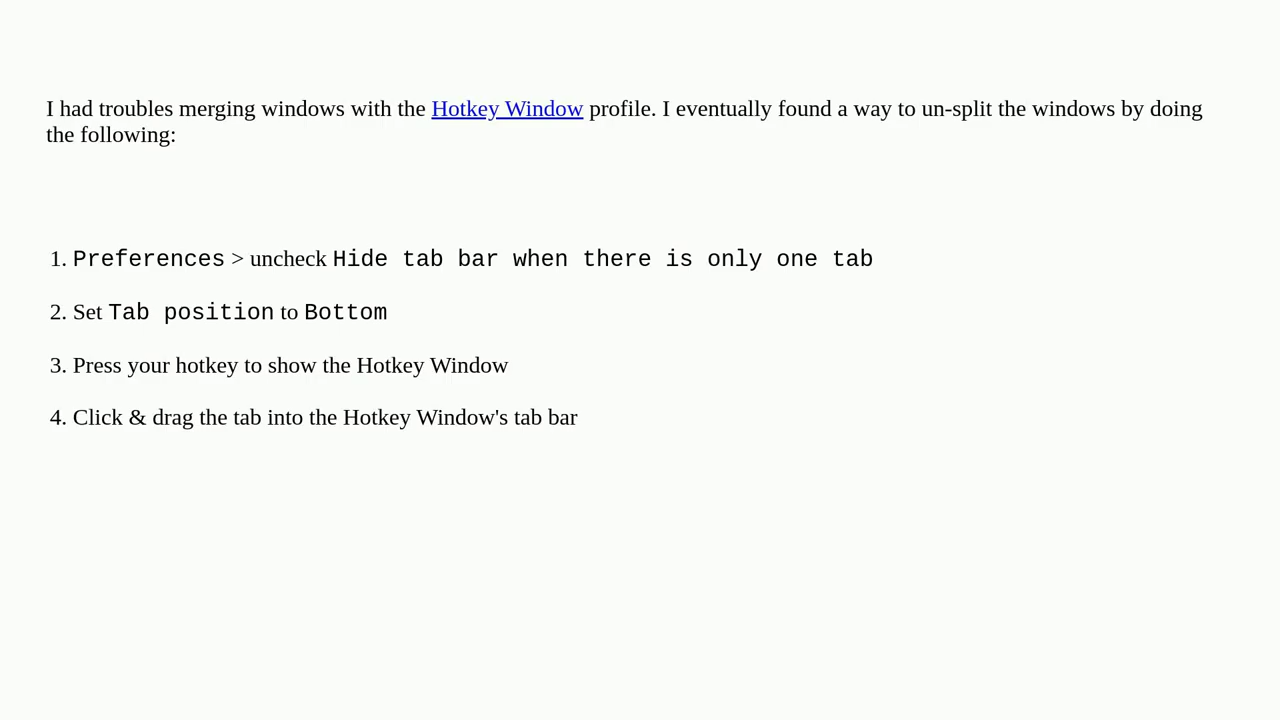 I had troubles merging windows with the Hotkey Window profile. I eventually found a way to un-split the windows by doing
the following:
1. Preferences > uncheck Hide tab bar when there is only one tab
2. Set Tab position to Bottom
3. Press your hotkey to show the Hotkey Window
4. Click & drag the tab into the Hotkey Window's tab bar